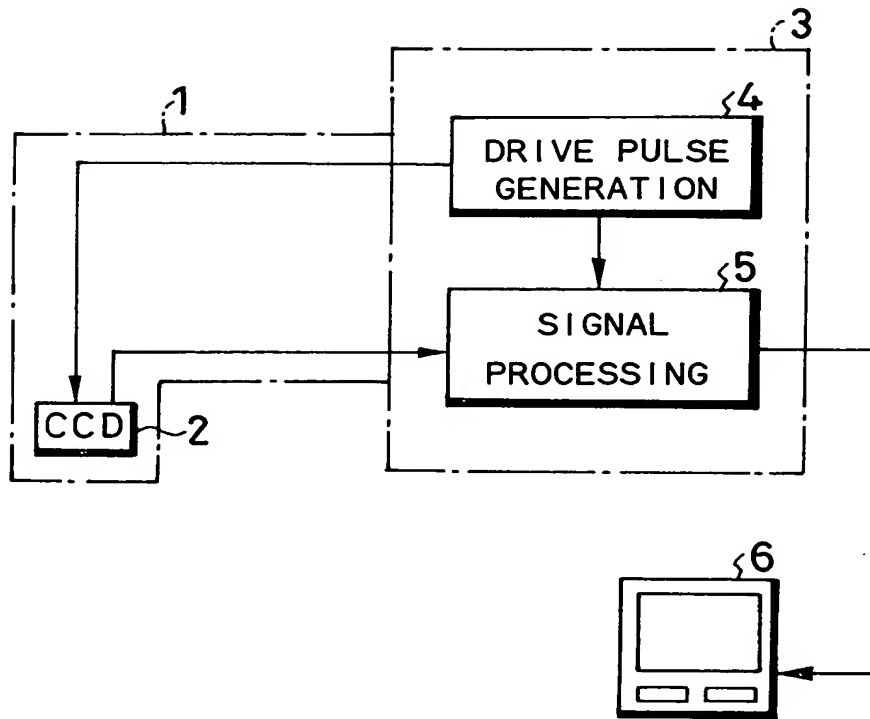 3
1
4
DRIVE PULSE
GENERATION
5
SIGNAL
PROCESSING
CCD
2
6